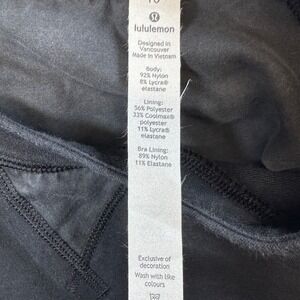 lululemon
Designed in
Vancouver
Made in Vietnam
Body:
92% Nylon
8% Lycra®
elastane
Lining:
56% Polyester
33% Coolmax®
polyester
11% Lycra®
elastane
Bra Lining:
89% Nylon
11% Elastane
Exclusive of
decoration
Wash with like
colours